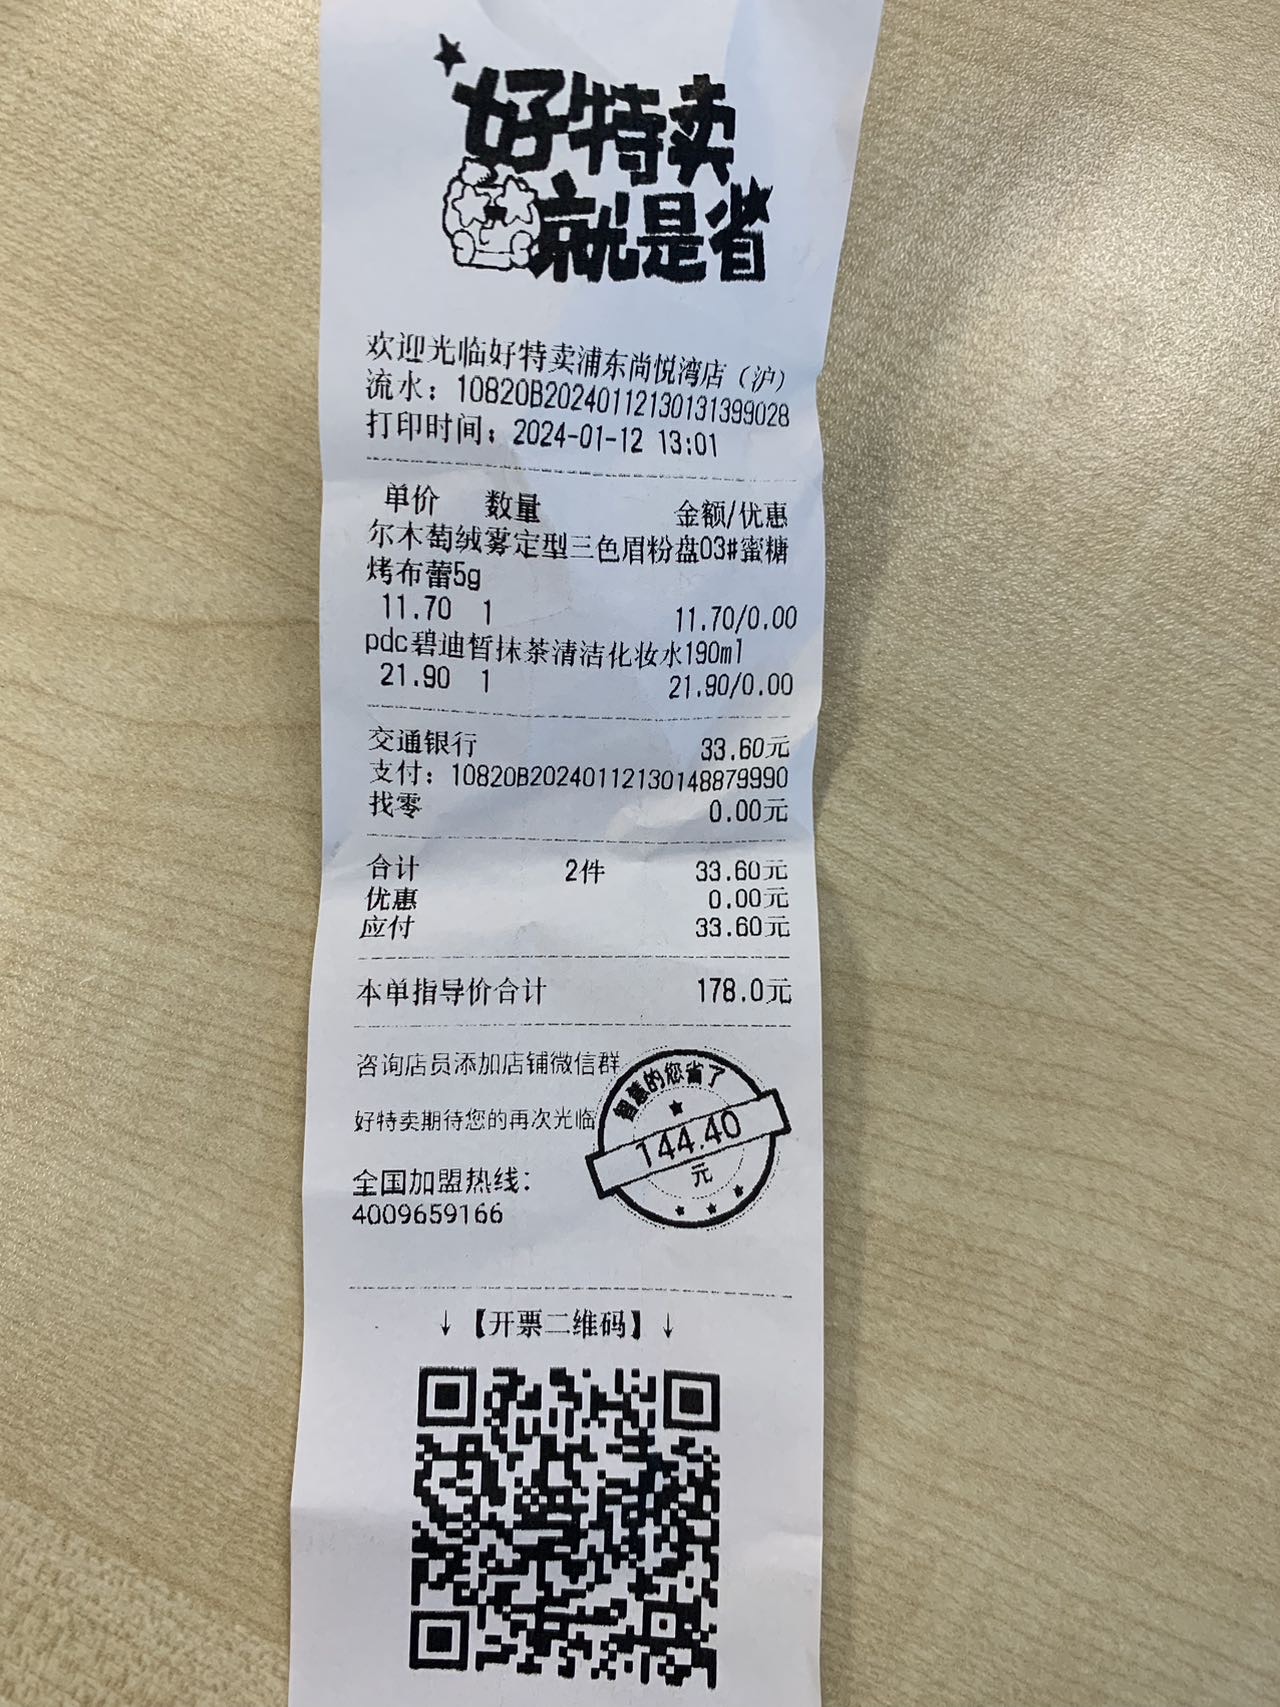 好特卖
就是省
欢迎光临好特卖浦东尚悦湾店（沪）
流水：10820B20240112130131399028
打印时间：2024-01-12 13:01
单价 数量 金额/优惠
尔木萄绒雾定型三色眉粉盘03#蜜糖
烤布蕾5g
11.70 1 11.70/0.00
pdc碧迪皙抹茶清洁化妆水190ml
21.90 1 21.90/0.00
交通银行 33.60元
支付：10820B20240112130148879990
找零 0.00元
合计 2件 33.60元
优惠 0.00元
应付 33.60元
本单指导价合计 178.0元
咨询店员添加店铺微信群
好特卖期待您的再次光临
智慧的您省了
144.40
元
全国加盟热线：
4009659166
↓【开票二维码】↓